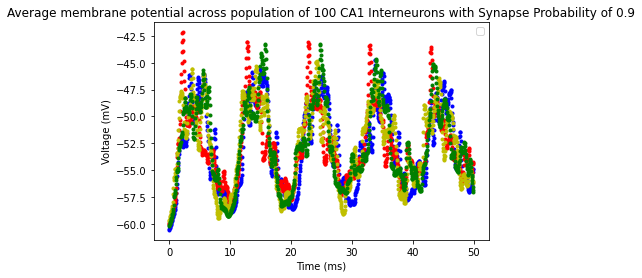 Average membrane potential across population of 100 CA1 Interneurons with Synapse Probability of 0.9
Voltage (mV)
−42.5
−45.0
−47.5
−50.0
−52.5
−55.0
−57.5
−60.0
0 10 20 30 40 50
Time (ms)